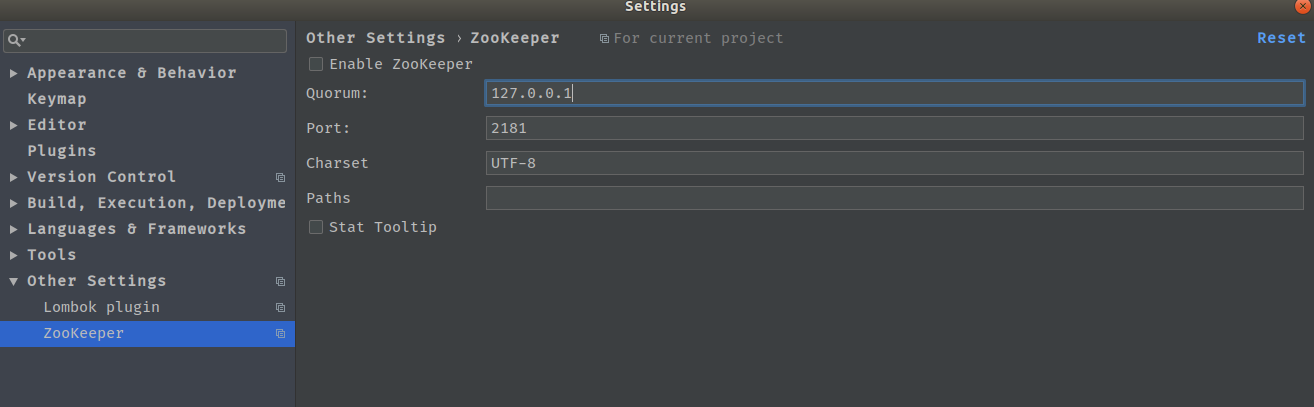 Settings
Other Settings › ZooKeeper For current project Reset
Appearance & Behavior
Keymap
Editor
Plugins
Version Control
Build, Execution, Deployme
Languages & Frameworks
Tools
Other Settings
Lombok plugin
ZooKeeper
Enable ZooKeeper
Quorum: 127.0.0.1
Port: 2181
Charset UTF-8
Paths
Stat Tooltip